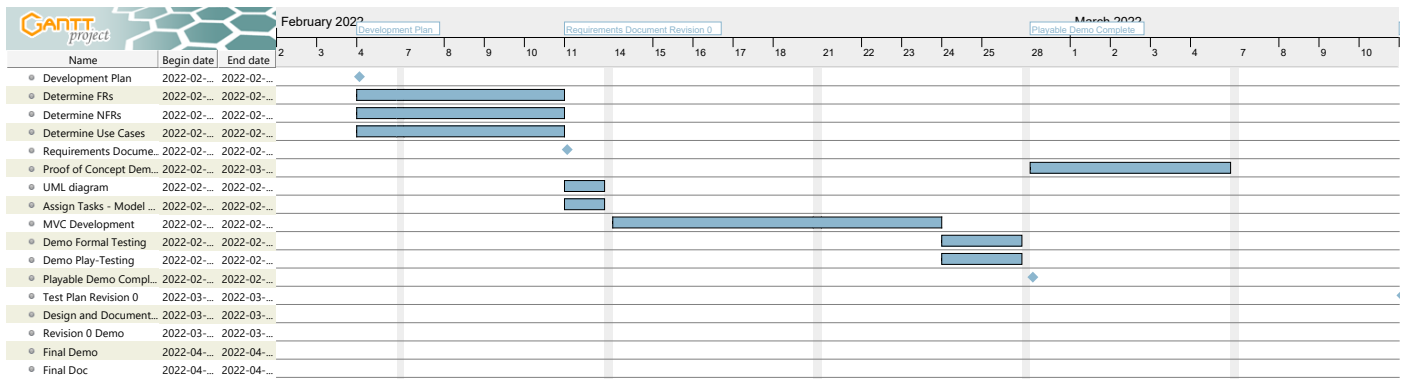 GANTT
project
February 2022
March 2022
Development Plan
Requirements Document Revision 0
Playable Demo Complete
2 3 4 7 8 9 10 11 14 15 16 17 18 21 22 23 24 25 28 1 2 3 4 7 8 9 10
Name Begin date End date
Development Plan 2022-02-... 2022-02-...
Determine FRs 2022-02-... 2022-02-...
Determine NFRs 2022-02-... 2022-02-...
Determine Use Cases 2022-02-... 2022-02-...
Requirements Docume... 2022-02-... 2022-02-...
Proof of Concept Dem... 2022-02-... 2022-03-...
UML diagram 2022-02-... 2022-02-...
Assign Tasks - Model ... 2022-02-... 2022-02-...
MVC Development 2022-02-... 2022-02-...
Demo Formal Testing 2022-02-... 2022-02-...
Demo Play-Testing 2022-02-... 2022-02-...
Playable Demo Compl... 2022-02-... 2022-02-...
Test Plan Revision 0 2022-03-... 2022-03-...
Design and Document... 2022-03-... 2022-03-...
Revision 0 Demo 2022-03-... 2022-03-...
Final Demo 2022-04-... 2022-04-...
Final Doc 2022-04-... 2022-04-...